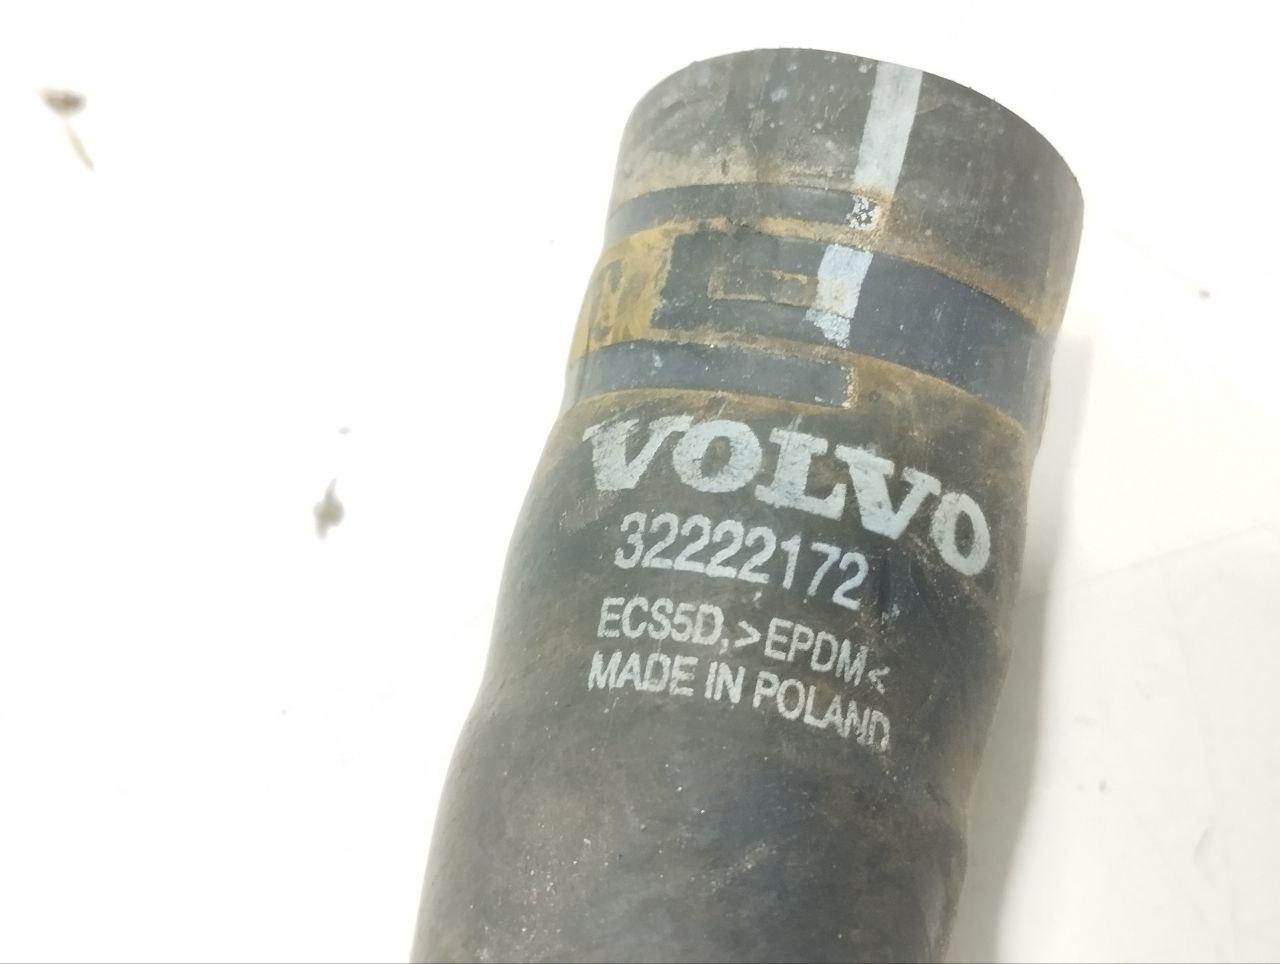 VOLVO
32222172
ECS5D, >EPDM<
MADE IN POLAND